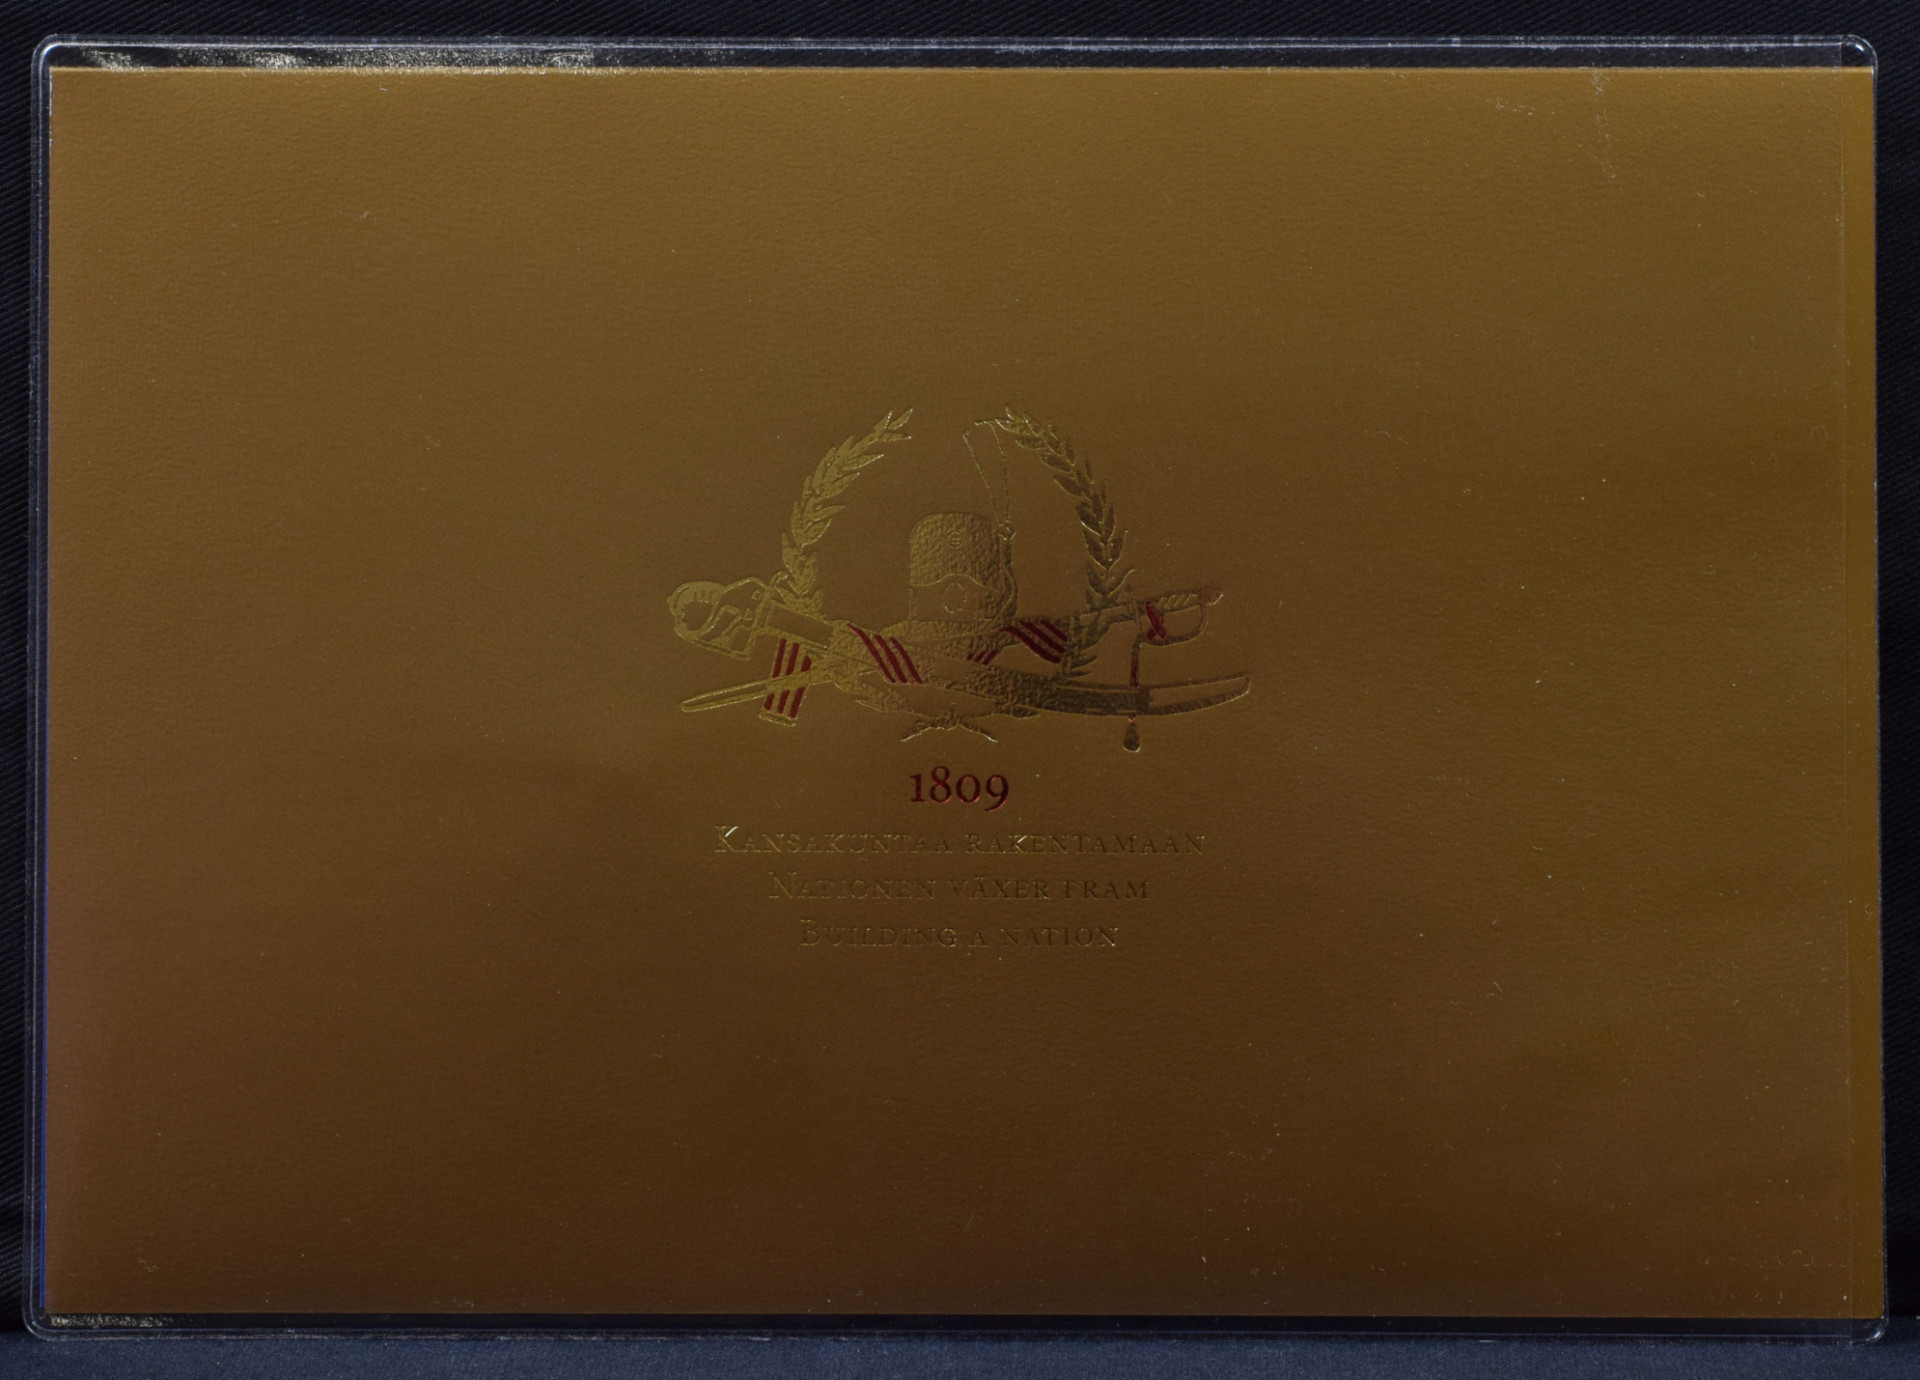 1809
Kansakuntaa rakentamaan
Nationen växer fram
Building a nation